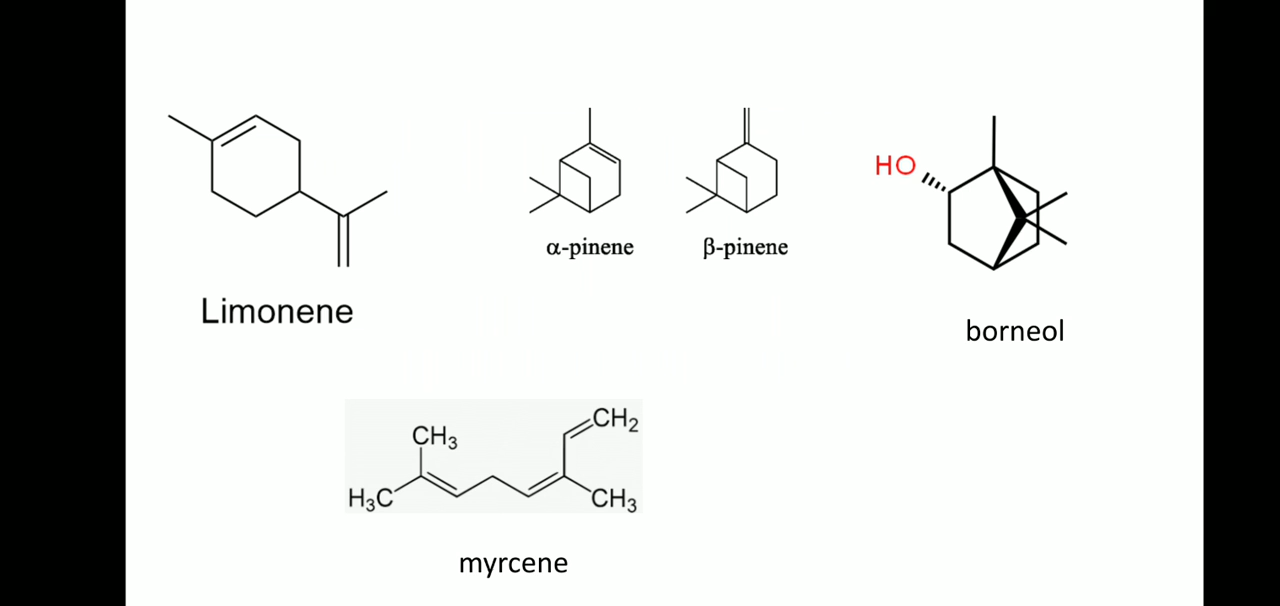 HO
Limonene
α-pinene
β-pinene
borneol
CH₂
CH₃
H₃C
CH₃
myrcene